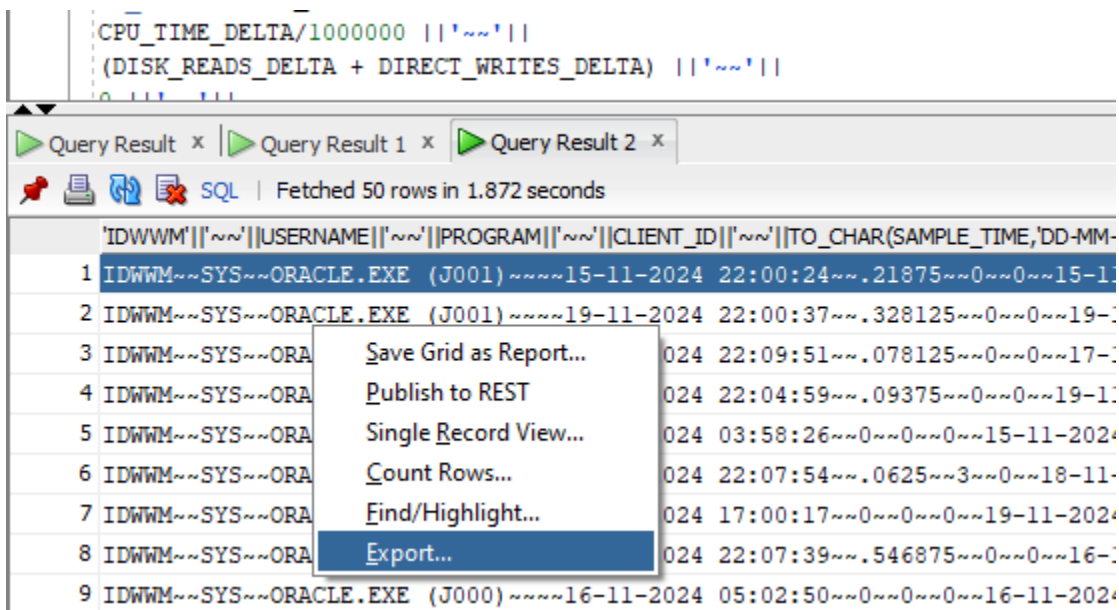 CPU_TIME_DELTA/1000000 ||'~~'||
(DISK_READS_DELTA + DIRECT_WRITES_DELTA) ||'~~'||
Query Result x Query Result 1 x Query Result 2 x
SQL | Fetched 50 rows in 1.872 seconds
'IDWWM'||'~~'||USERNAME||'~~'||PROGRAM||'~~'||CLIENT_ID||'~~'||TO_CHAR(SAMPLE_TIME,'DD-MM-
1 IDWWM~~SYS~~ORACLE.EXE (J001)~~~~15-11-2024 22:00:24~~.21875~~0~~0~~15-11
2 IDWWM~~SYS~~ORACLE.EXE (J001)~~~~19-11-2024 22:00:37~~.328125~~0~~0~~19-1
3 IDWWM~~SYS~~ORA 024 22:09:51~~.078125~~0~~0~~17-1
4 IDWWM~~SYS~~ORA 024 22:04:59~~.09375~~0~~0~~19-11
5 IDWWM~~SYS~~ORA 024 03:58:26~~0~~0~~0~~15-11-2024
6 IDWWM~~SYS~~ORA 024 22:07:54~~.0625~~3~~0~~18-11-
7 IDWWM~~SYS~~ORA 024 17:00:17~~0~~0~~0~~19-11-2024
8 IDWWM~~SYS~~ORA 024 22:07:39~~.546875~~0~~0~~16-1
9 IDWWM~~SYS~~ORACLE.EXE (J000)~~~~16-11-2024 05:02:50~~0~~0~~0~~16-11-2024
Save Grid as Report...
Publish to REST
Single Record View...
Count Rows...
Find/Highlight...
Export...